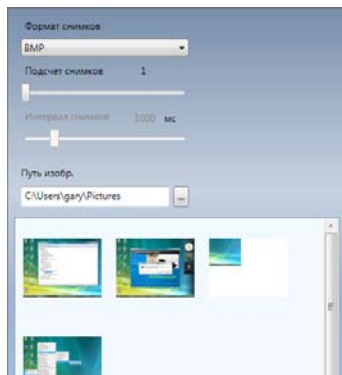 Формат снимков
BMP
Подсчет снимков 1
Интервал снимков 1000 мс
Путь изобр.
C:\Users\gary\Pictures
...